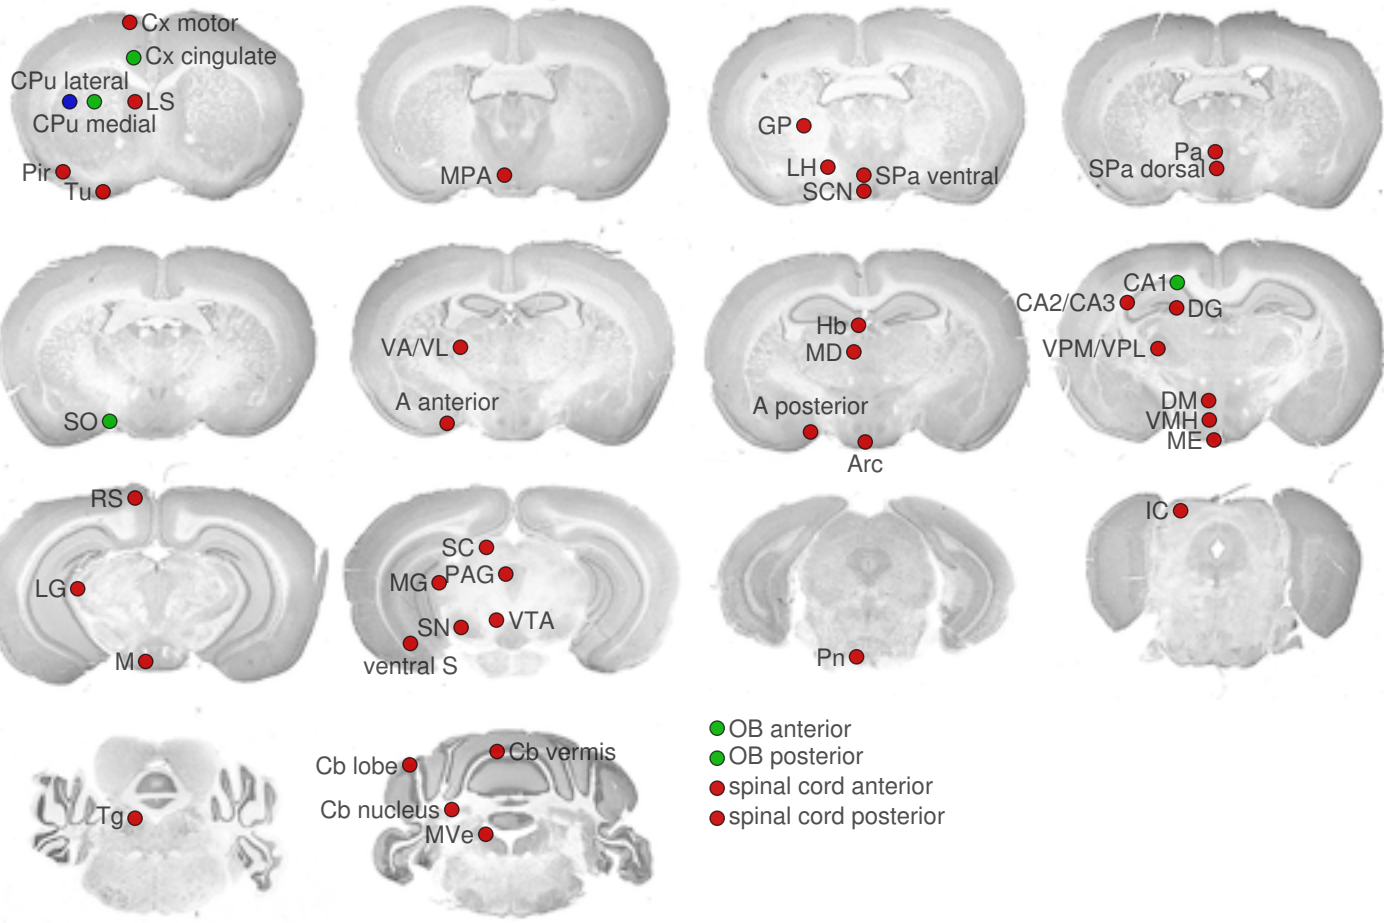 Cx motor
Cx cingulate
CPu lateral
LS
CPu medial
Pir
Tu
MPA
GP
LH
SPa ventral
SCN
Pa
SPa dorsal
SO
VA/VL
A anterior
Hb
MD
A posterior
Arc
CA1
CA2/CA3
DG
VPM/VPL
DM
VMH
ME
RS
LG
M
SC
MG
PAG
SN
VTA
ventral S
Pn
IC
Tg
Cb lobe
Cb vermis
Cb nucleus
MVe
OB anterior
OB posterior
spinal cord anterior
spinal cord posterior